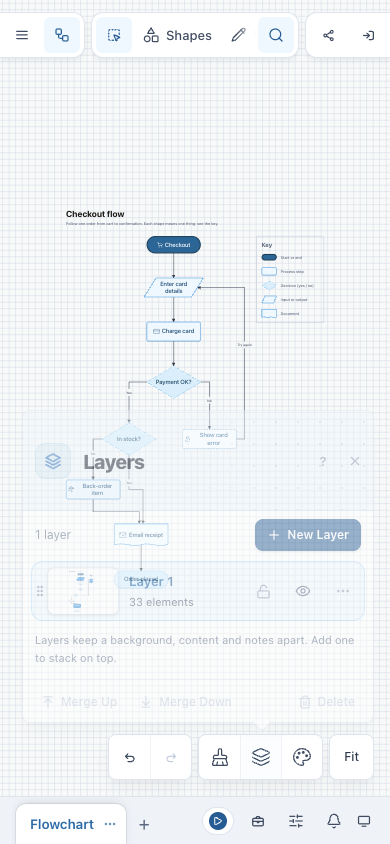 Shapes
Checkout flow
Follow one order from cart to confirmation. Each shape means one thing: see the key.
Checkout
Key
Start or end
Process step
Decision (yes / no)
Input or output
Document
Enter card
details
Charge card
Try again
Payment OK?
Yes
No
In stock?
Show card
error
Layers
?
No
Yes
Back-order
item
1 layer
New Layer
Email receipt
Layer 1
33 elements
Layers keep a background, content and notes apart. Add one
to stack on top.
Merge Up
Merge Down
Delete
Fit
Flowchart